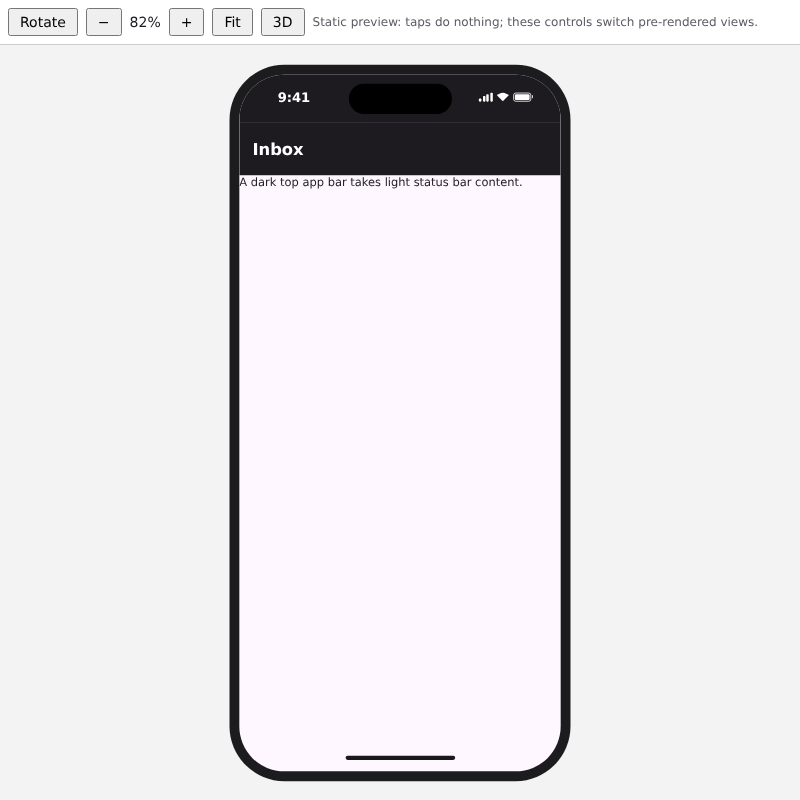 Rotate − 82% + Fit 3D Static preview: taps do nothing; these controls switch pre-rendered views.
9:41
Inbox
A dark top app bar takes light status bar content.